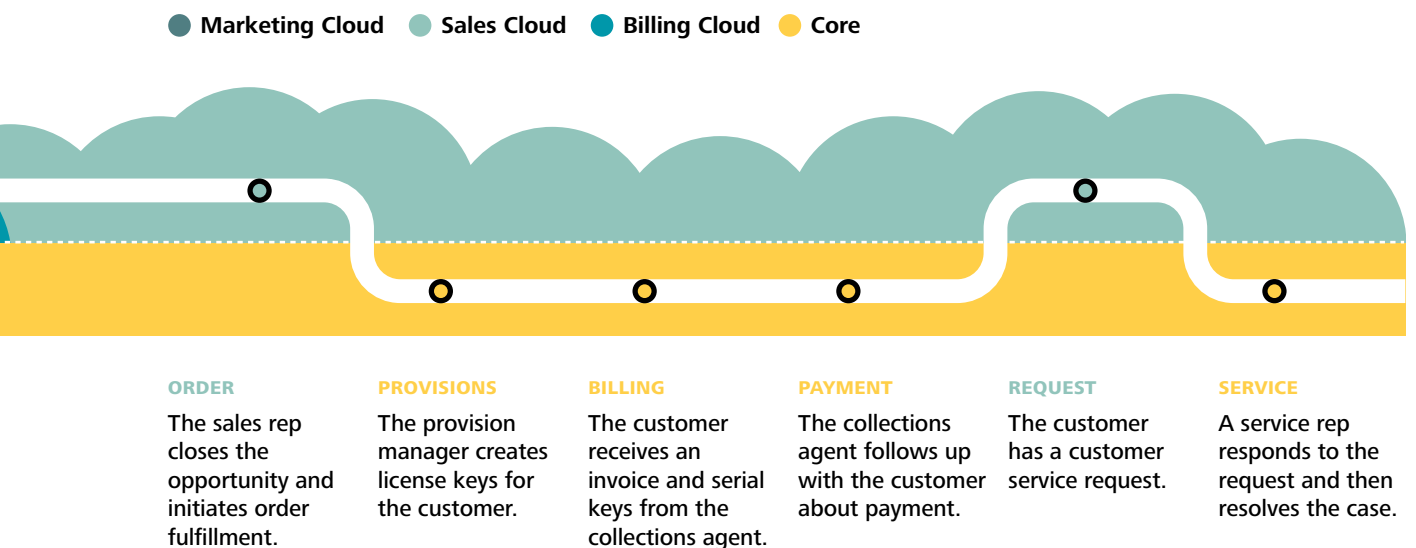 Marketing Cloud Sales Cloud Billing Cloud Core
ORDER
The sales rep
closes the
opportunity and
initiates order
fulfillment.
PROVISIONS
The provision
manager creates
license keys for
the customer.
BILLING
The customer
receives an
invoice and serial
keys from the
collections agent.
PAYMENT
The collections
agent follows up
with the customer
about payment.
REQUEST
The customer
has a customer
service request.
SERVICE
A service rep
responds to the
request and then
resolves the case.